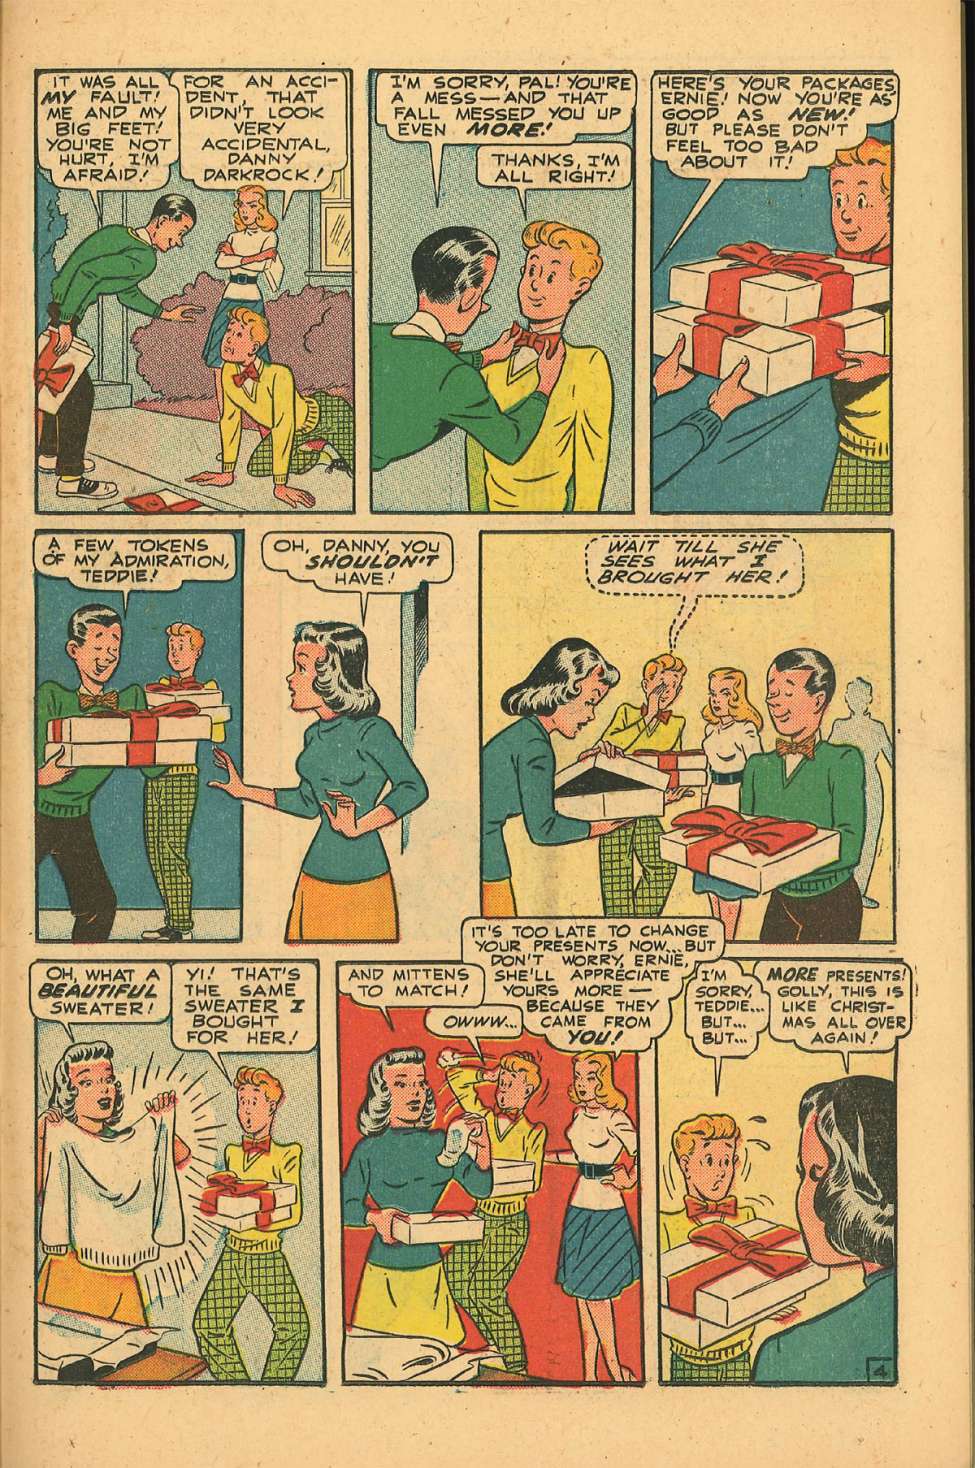 IT WAS ALL
MY FAULT!
ME AND MY
BIG FEET!
YOU'RE NOT
HURT, I'M
AFRAID!
FOR AN ACCI-
DENT, THAT
DIDN'T LOOK
VERY
ACCIDENTAL,
DANNY
DARKROCK!
I'M SORRY, PAL! YOU'RE
A MESS—AND THAT
FALL MESSED YOU UP
EVEN MORE!
THANKS, I'M
ALL RIGHT!
HERE'S YOUR PACKAGES,
ERNIE! NOW YOU'RE AS
GOOD AS NEW!
BUT PLEASE DON'T
FEEL TOO BAD
ABOUT IT!
A FEW TOKENS
OF MY ADMIRATION,
TEDDIE!
OH, DANNY, YOU
SHOULDN'T
HAVE!
WAIT TILL SHE
SEES WHAT I
BROUGHT HER!
OH, WHAT A
BEAUTIFUL
SWEATER!
YI! THAT'S
THE SAME
SWEATER I
BOUGHT
FOR HER!
AND MITTENS
TO MATCH!
OWWW...
IT'S TOO LATE TO CHANGE
YOUR PRESENTS NOW...BUT
DON'T WORRY, ERNIE,
SHE'LL APPRECIATE
YOURS MORE —
BECAUSE THEY
CAME FROM
YOU!
I'M
SORRY,
TEDDIE...
BUT...
BUT...
MORE PRESENTS!
GOLLY, THIS IS
LIKE CHRIST-
MAS ALL OVER
AGAIN!
4